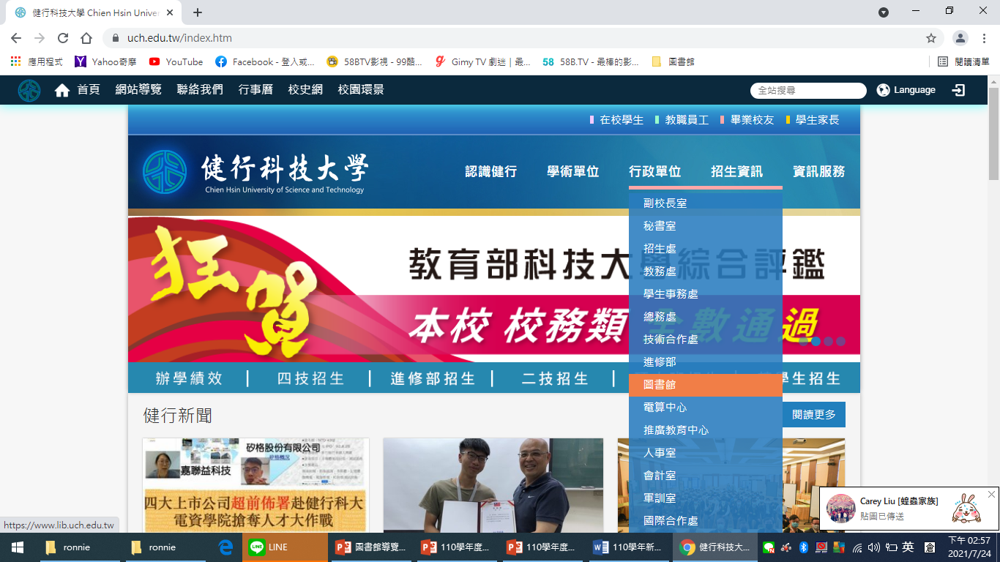 健行科技大學 Chien Hsin Univer
uch.edu.tw/index.htm
應用程式 Yahoo奇摩 YouTube Facebook - 登入或... 58BTV影視 - 99酷... Gimy TV 劇迷 | 最... 58 58B.TV - 最棒的影... 圖書館 閱讀清單
首頁 網站導覽 聯絡我們 行事曆 校史網 校園環景 全站搜尋 Language
在校學生 教職員工 畢業校友 學生家長
健行科技大學
Chien Hsin University of Science and Technology
認識健行 學術單位 行政單位 招生資訊 資訊服務
副校長室
秘書室
招生處
教務處
學生事務處
總務處
技術合作處
進修部
圖書館
電算中心
推廣教育中心
人事室
會計室
軍訓室
國際合作處
狂賀
教育部科技大學綜合評鑑
本校 校務類 全數通過
辦學績效 四技招生 進修部招生 二技招生 學生招生
健行新聞 閱讀更多
矽格股份有限公司
矽格概況
嘉聯益科技
四大上市公司超前佈署赴健行科大
電資學院搶奪人才大作戰
Carey Liu [蝗蟲家族]
貼圖已傳送
https://www.lib.uch.edu.tw
ronnie ronnie LINE 圖書館導覽... 110學年度... 110學年度... 110學年新... 健行科技大... 英 倉 下午 02:57
2021/7/24